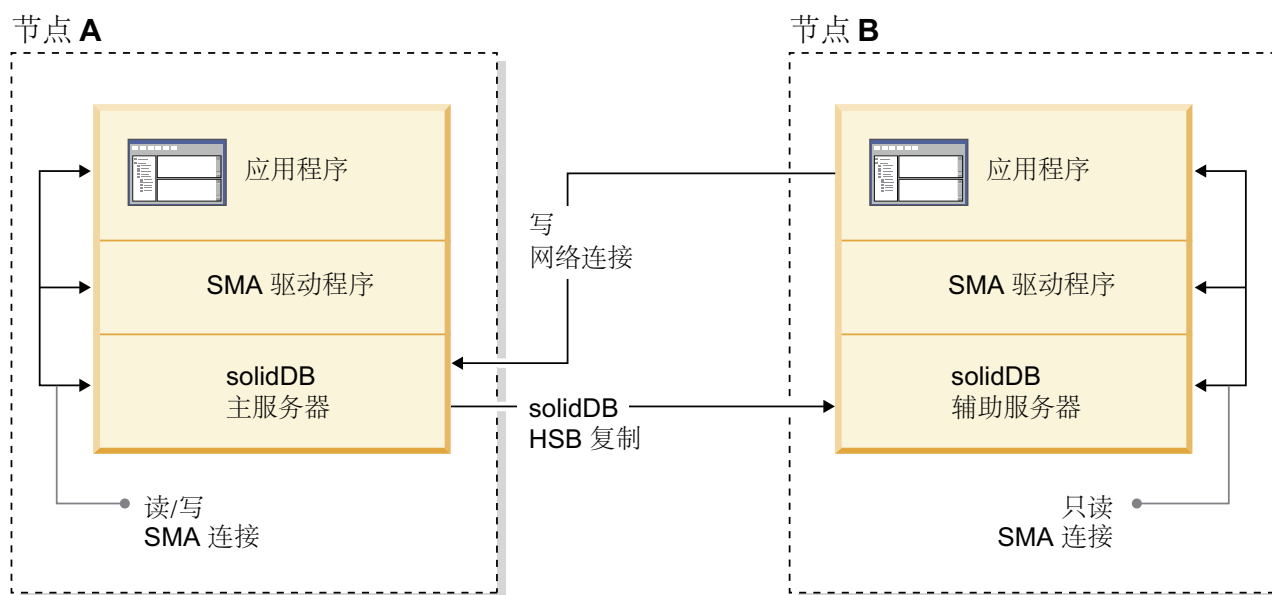 节点 A
节点 B
应用程序
SMA 驱动程序
solidDB
主服务器
读/写
SMA 连接
写
网络连接
solidDB
HSB 复制
应用程序
SMA 驱动程序
solidDB
辅助服务器
只读
SMA 连接